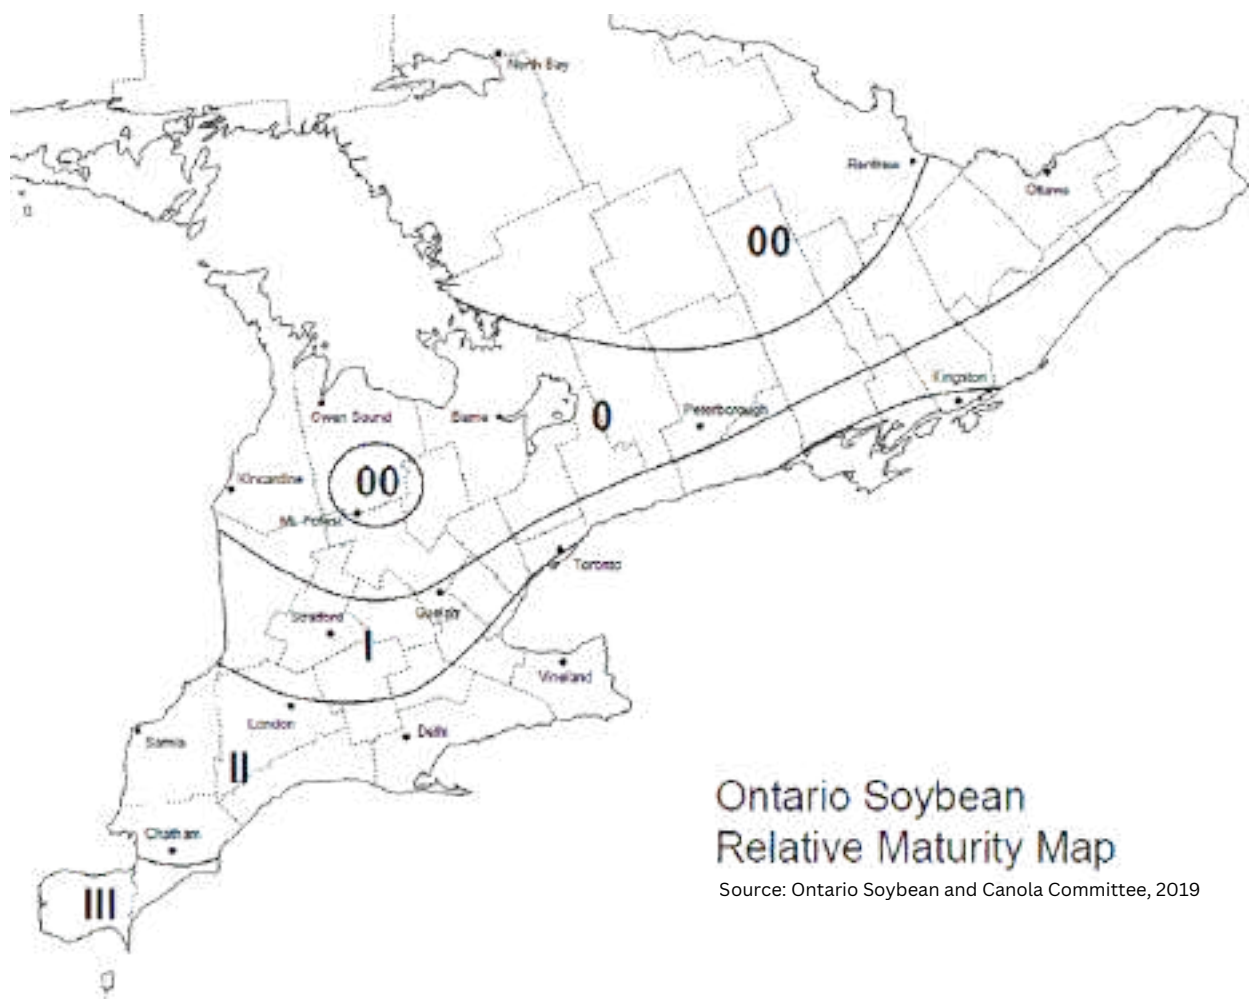 North Bay
Renfrew
Ottawa
00
Kingston
Owen Sound
Barrie
0
Peterborough
Kincardine
00
Mt. Forest
Toronto
Stratford
Guelph
I
Vineland
London
Delhi
Sarnia
II
Chatham
III
Ontario Soybean
Relative Maturity Map
Source: Ontario Soybean and Canola Committee, 2019